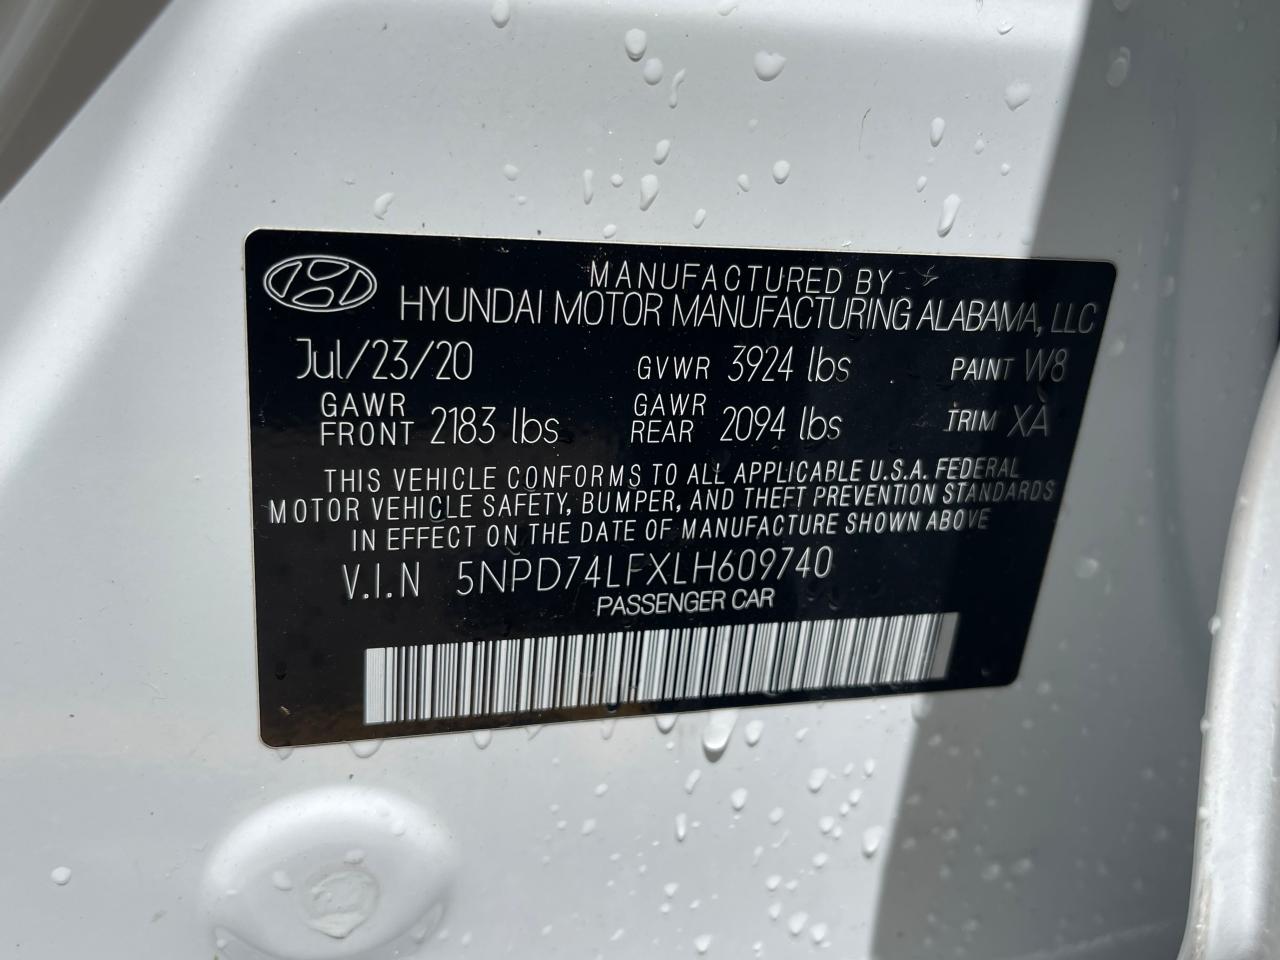 MANUFACTURED BY
HYUNDAI MOTOR MANUFACTURING ALABAMA, LLC
Jul/23/20 GVWR 3924 lbs PAINT W8
GAWR FRONT 2183 lbs GAWR REAR 2094 lbs TRIM XA
THIS VEHICLE CONFORMS TO ALL APPLICABLE U.S.A. FEDERAL
MOTOR VEHICLE SAFETY, BUMPER, AND THEFT PREVENTION STANDARDS
IN EFFECT ON THE DATE OF MANUFACTURE SHOWN ABOVE
V.I.N 5NPD74LFXLH609740
PASSENGER CAR